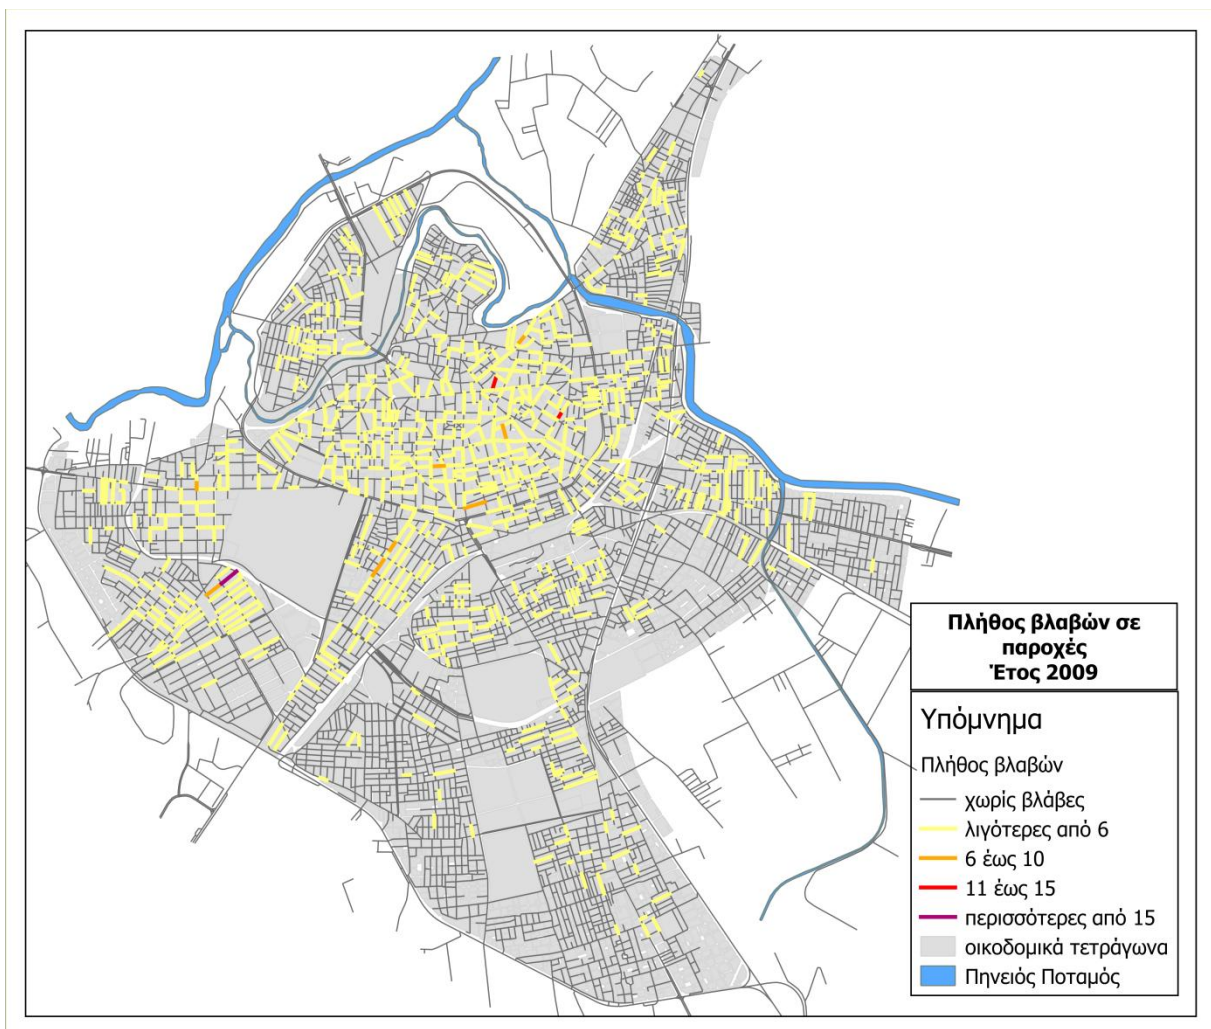 Πλήθος βλαβών σε
παροχές
Έτος 2009
Υπόμνημα
Πλήθος βλαβών
χωρίς βλάβες
λιγότερες από 6
6 έως 10
11 έως 15
περισσότερες από 15
οικοδομικά τετράγωνα
Πηνειός Ποταμός